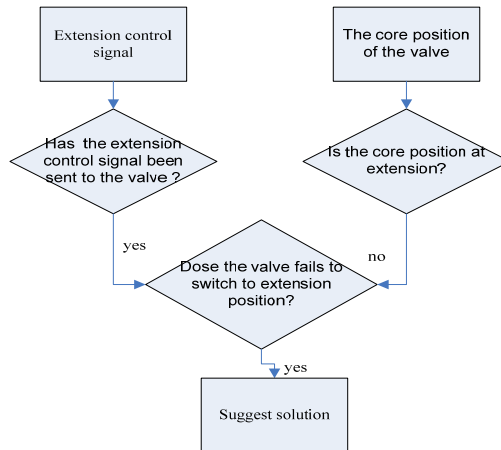 Extension control
signal
The core position
of the valve
Has the extension
control signal been
sent to the valve ?
Is the core position at
extension?
yes
no
Dose the valve fails to
switch to extension
position?
yes
Suggest solution